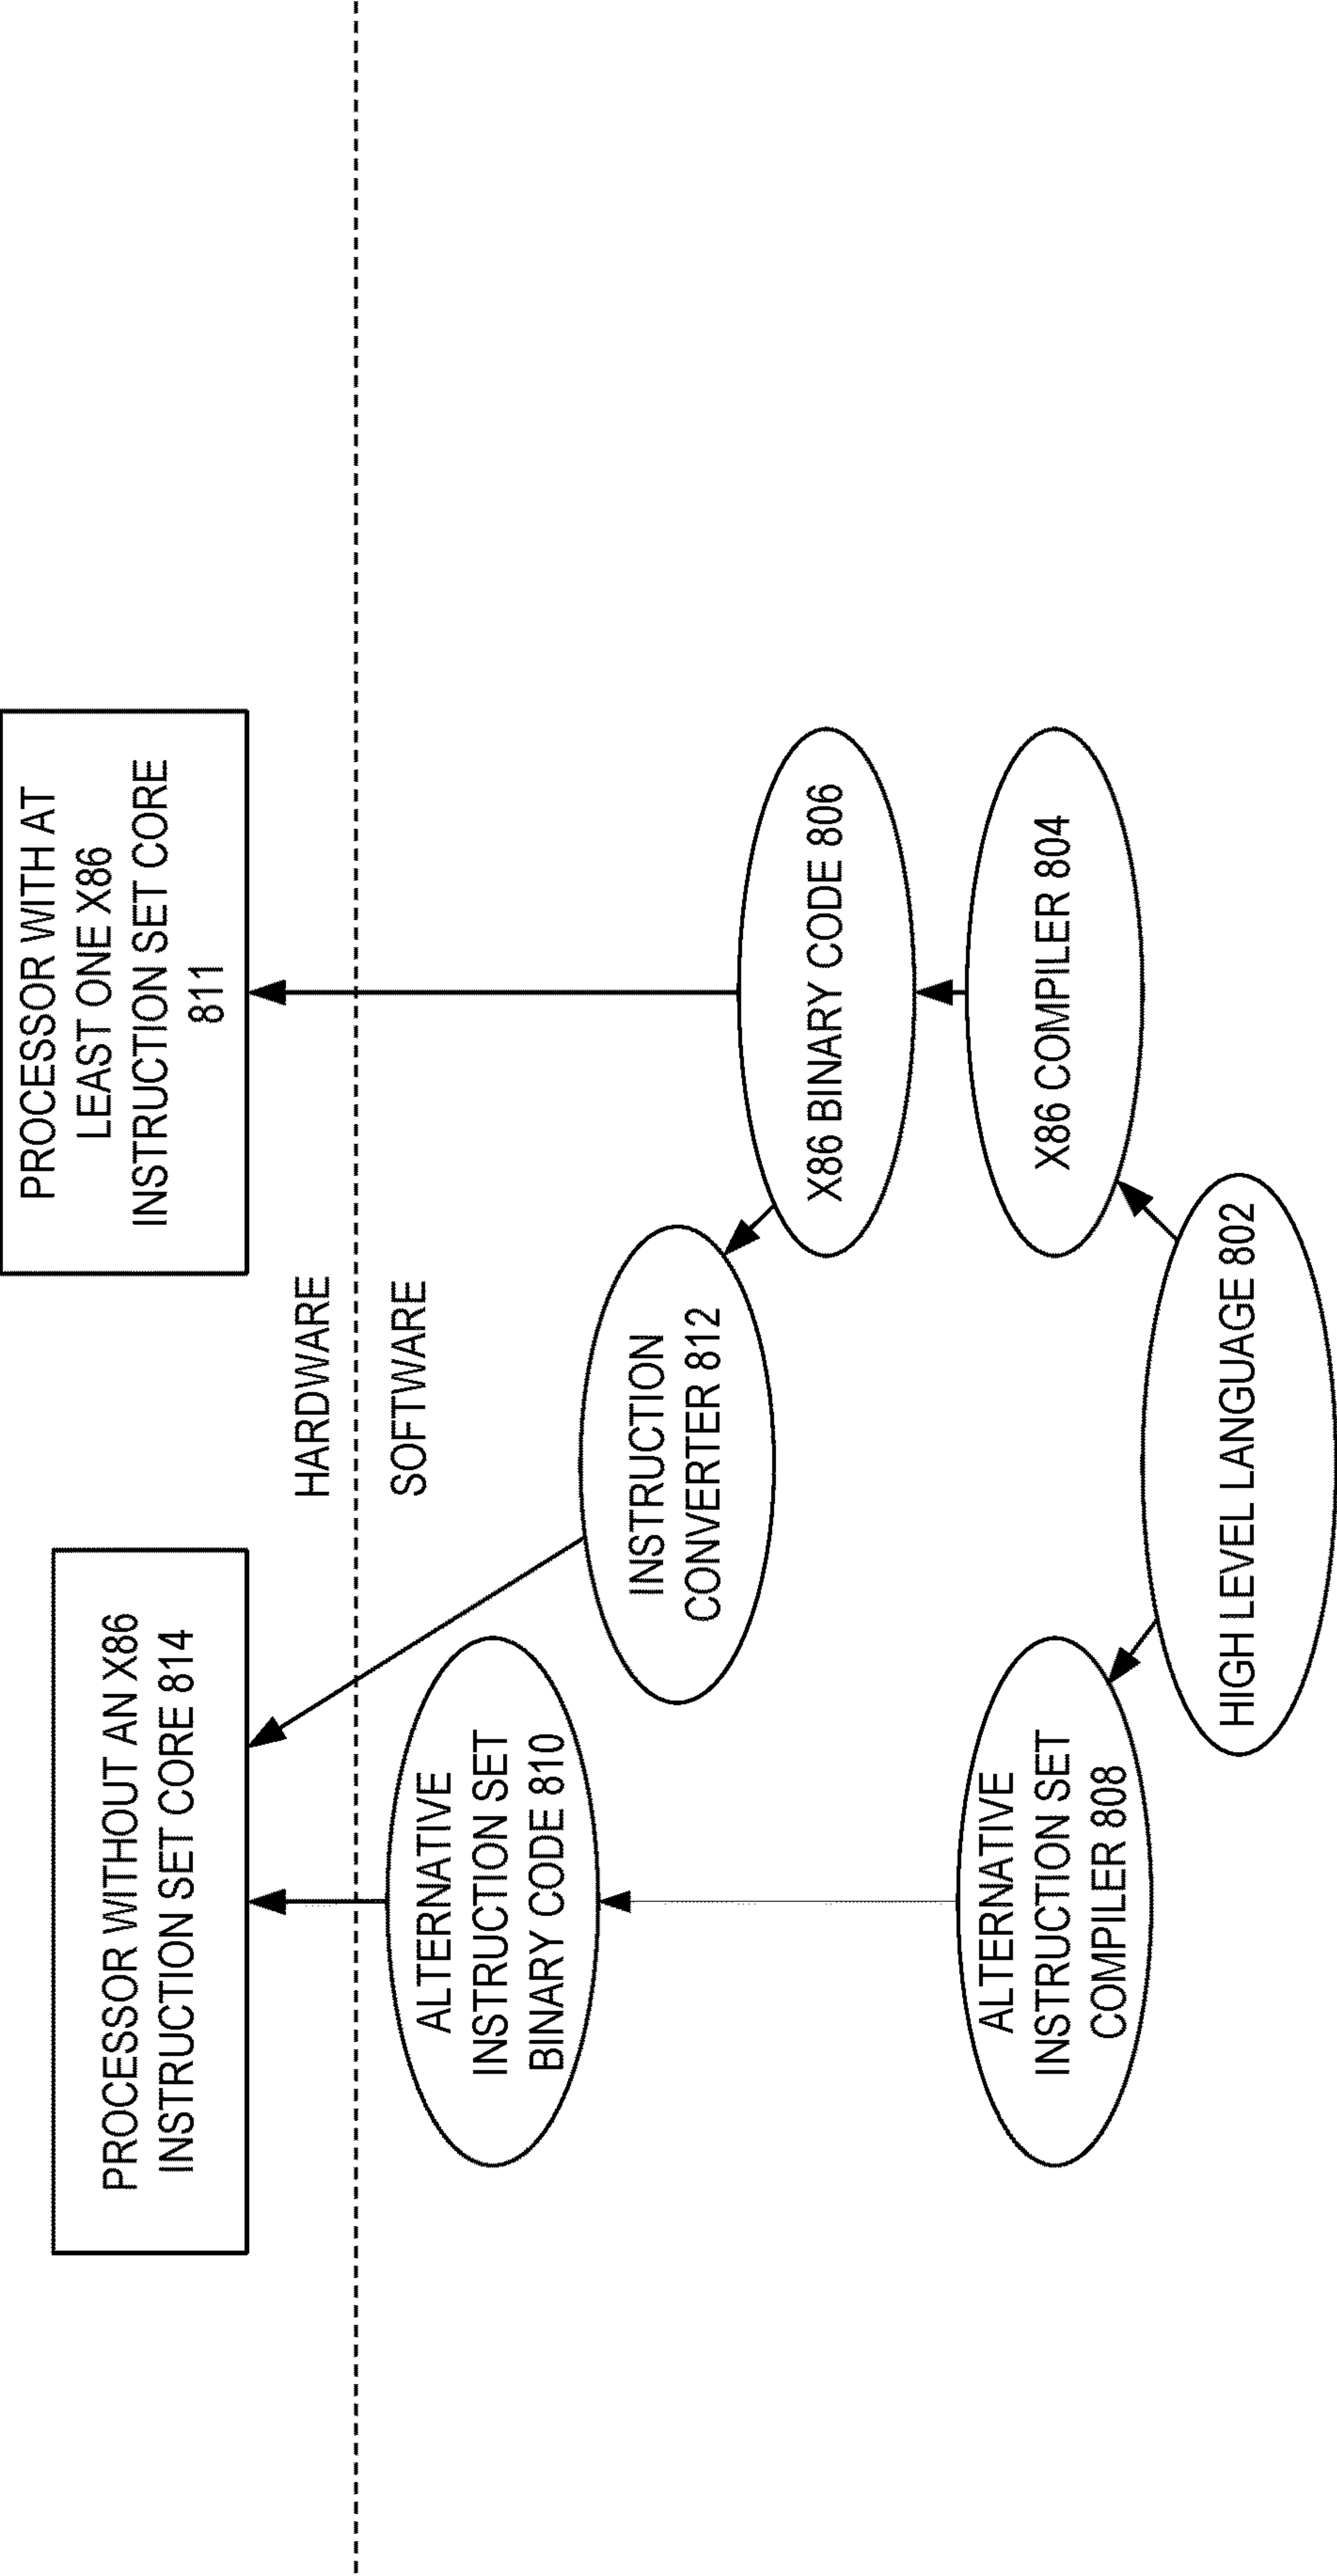 PROCESSOR WITHOUT AN X86
INSTRUCTION SET CORE 814
PROCESSOR WITH AT
LEAST ONE X86
INSTRUCTION SET CORE
811
HARDWARE
SOFTWARE
ALTERNATIVE
INSTRUCTION SET
BINARY CODE 810
INSTRUCTION
CONVERTER 812
X86 BINARY CODE 806
ALTERNATIVE
INSTRUCTION SET
COMPILER 808
X86 COMPILER 804
HIGH LEVEL LANGUAGE 802